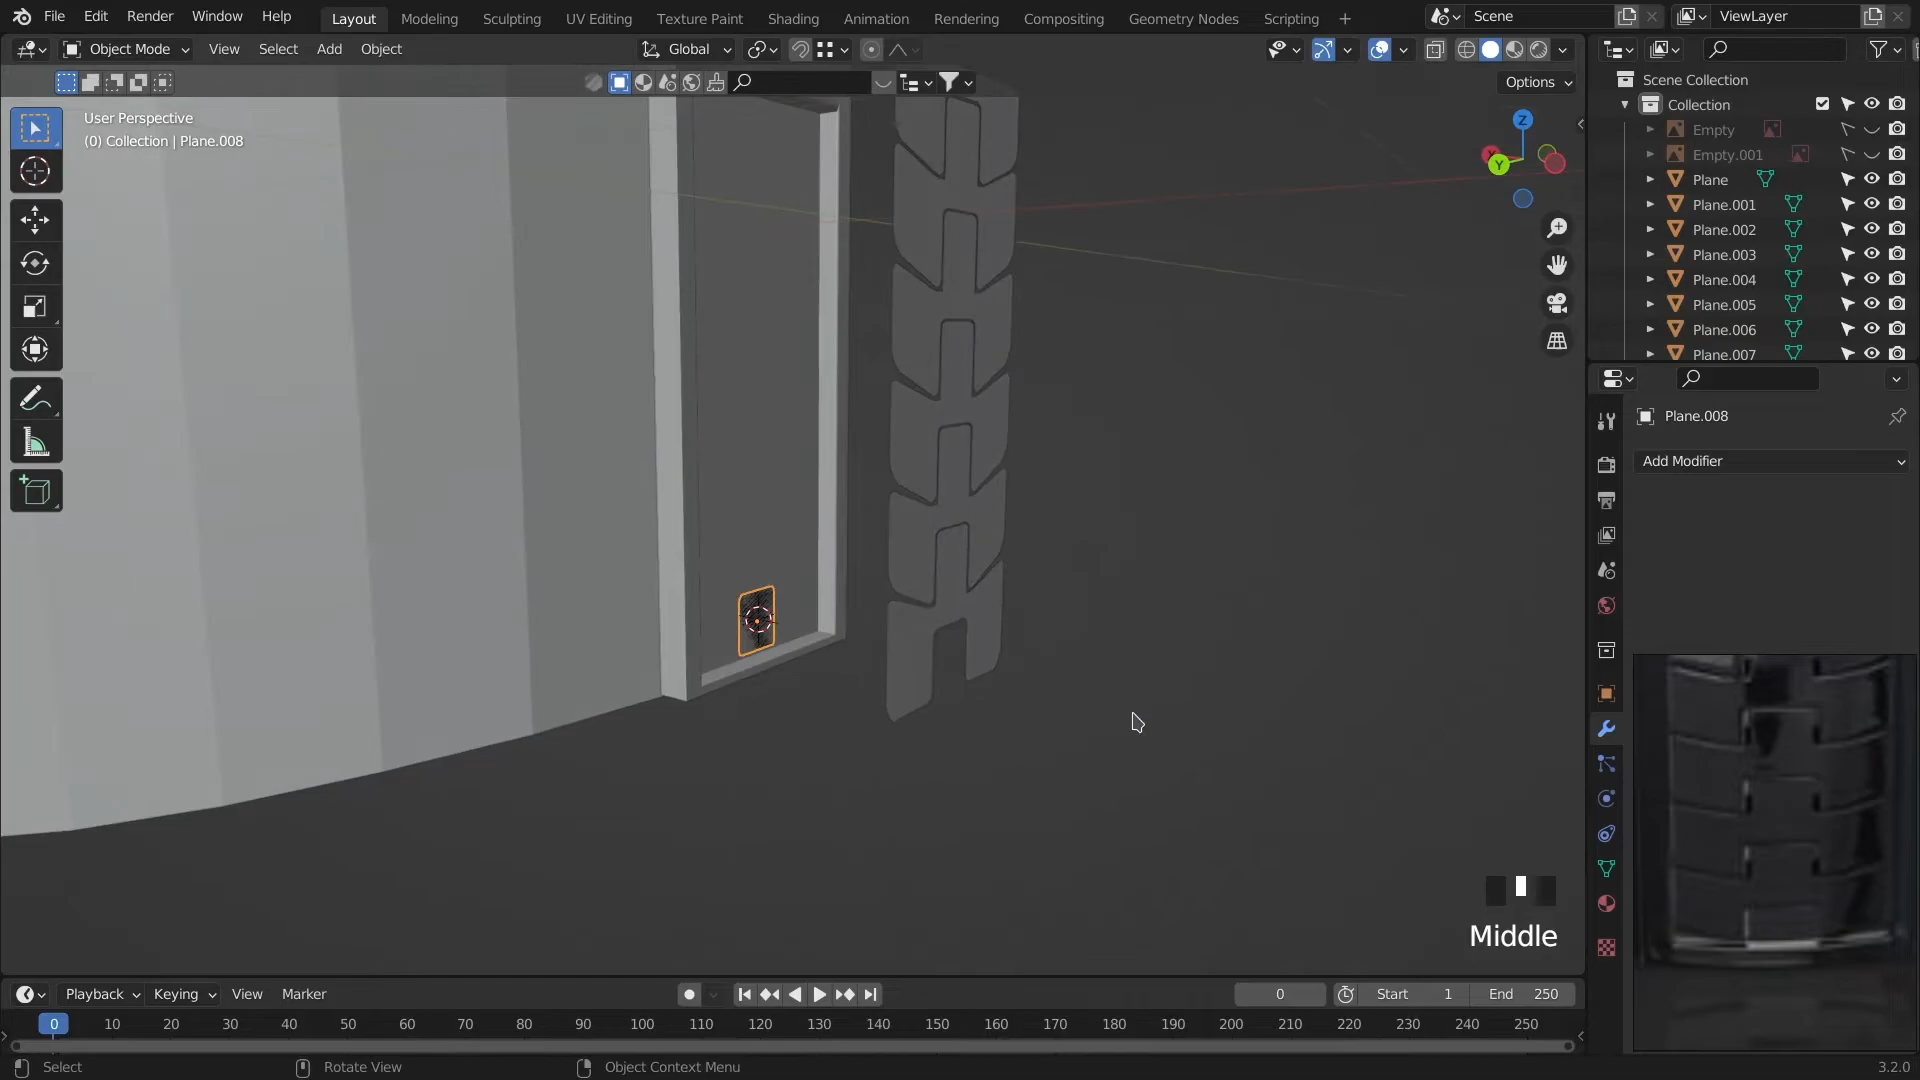 File Edit Render Window Help Layout Modeling Sculpting UV Editing Texture Paint Shading Animation Rendering Compositing Geometry Nodes Scripting + Scene ViewLayer
Object Mode View Select Add Object Global
Options
User Perspective
(0) Collection | Plane.008
Z
X
Y
Scene Collection
Collection
Empty
Empty.001
Plane
Plane.001
Plane.002
Plane.003
Plane.004
Plane.005
Plane.006
Plane.007
Plane.008
Add Modifier
Middle
Playback Keying View Marker 0 Start 1 End 250
0 10 20 30 40 50 60 70 80 90 100 110 120 130 140 150 160 170 180 190 200 210 220 230 240 250
Select Rotate View Object Context Menu 3.2.0